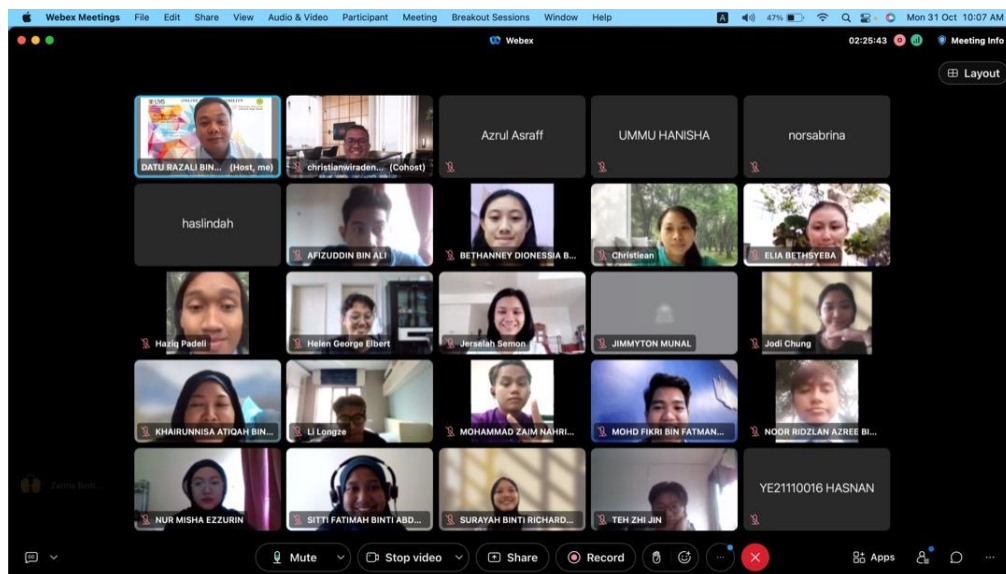 Webex Meetings File Edit Share View Audio & Video Participant Meeting Breakout Sessions Window Help A 47% Mon 31 Oct 10:07 AM
Webex 02:25:43 Meeting Info
Layout
UMS
DATU RAZALI BIN... (Host, me)
christianwiraden... (Cohost)
Azrul Asraff
UMMU HANISHA
norsabrina
haslindah
AFIZUDDIN BIN ALI
BETHANNEY DIONESSIA B...
Christiean
ELIA BETHSYEBA
Haziq Padeli
Helen George Elbert
Jerselah Semon
JIMMYTON MUNAL
Jodi Chung
KHAIRUNNISA ATIQAH BIN...
Li Longze
MOHAMMAD ZAIM NAHRI...
MOHD FIKRI BIN FATMAN...
NOOR RIDZLAN AZREE BI...
Zarina Binti...
NUR MISHA EZZURIN
SITTI FATIMAH BINTI ABD...
SURAYAH BINTI RICHARD...
TEH ZHI JIN
YE21110016 HASNAN
Mute Stop video Share Record Apps